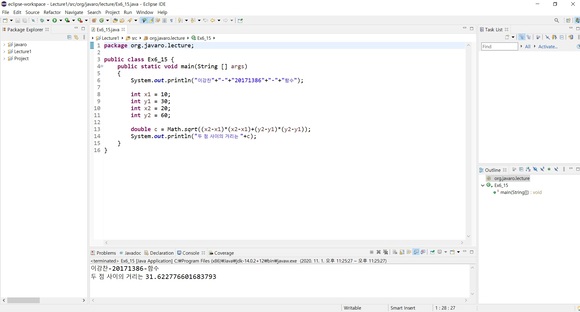 eclipse-workspace - Lecture1/src/org/javaro/lecture/Ex6_15.java - Eclipse IDE
File Edit Source Refactor Navigate Search Project Run Window Help
Package Explorer
javaro
Lecture1
Project
Ex6_15.java
Lecture1 src org.javaro.lecture Ex6_15
1 package org.javaro.lecture;
2
3 public class Ex6_15 {
4 public static void main(String [] args)
5 {
6 System.out.println("이강찬"+"-"+"20171386"+"-"+"함수");
7
8 int x1 = 10;
9 int y1 = 30;
10 int x2 = 20;
11 int y2 = 60;
12
13 double c = Math.sqrt((x2-x1)*(x2-x1)+(y2-y1)*(y2-y1));
14 System.out.println("두 점 사이의 거리는 "+c);
15 }
16 }
Task List
Find All Activate...
Outline
org.javaro.lecture
Ex6_15
main(String[]) : void
Problems Javadoc Declaration Console Coverage
<terminated> Ex6_15 [Java Application] C:\Program Files (x86)\Java\jdk-14.0.2+12\bin\javaw.exe (2020. 11. 1. 오후 11:25:27 – 오후 11:25:27)
이강찬-20171386-함수
두 점 사이의 거리는 31.622776601683793
Writable Smart Insert 1 : 28 : 27